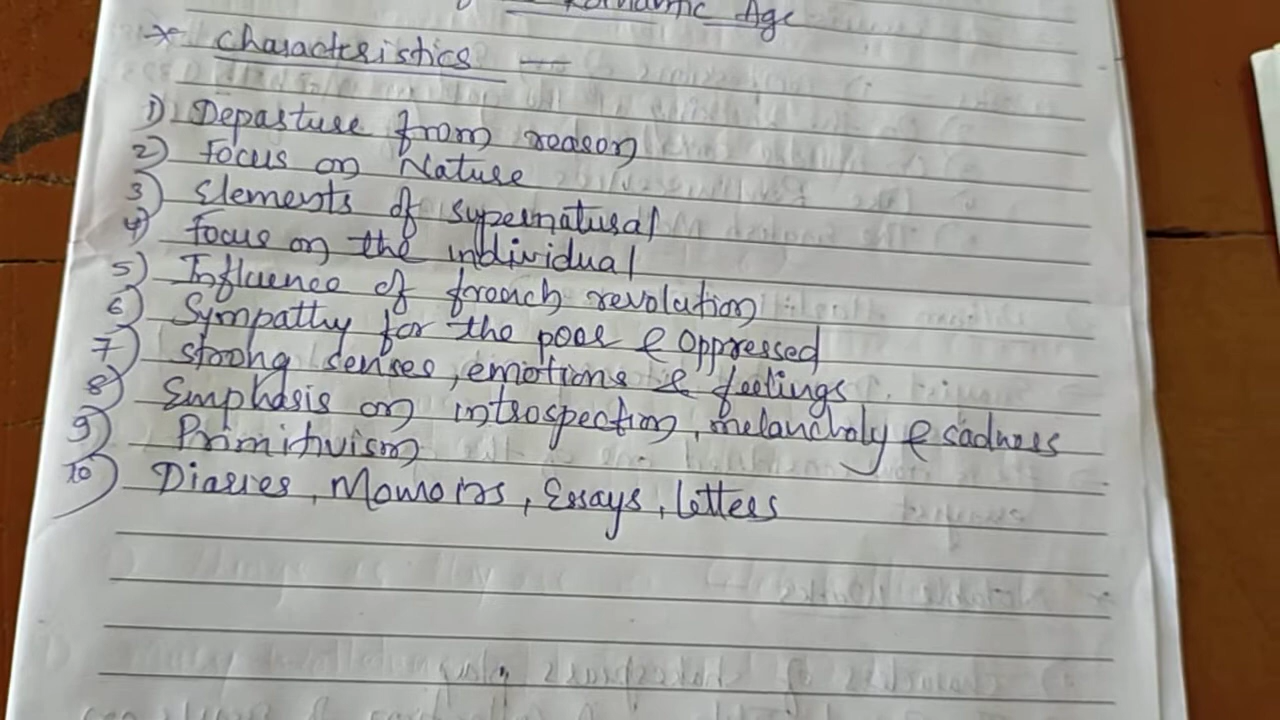 Romantic Age
* Characteristics —
1) Departure from reason
2) Focus on Nature
3) Elements of supernatural
4) Focus on the individual
5) Influence of french revolution
6) Sympathy for the poor & oppressed
7) strong senses, emotions & feelings
8) Emphasis on introspection, melancholy & sadness
9) Primitivism
10) Diaries, Memoirs, Essays, letters